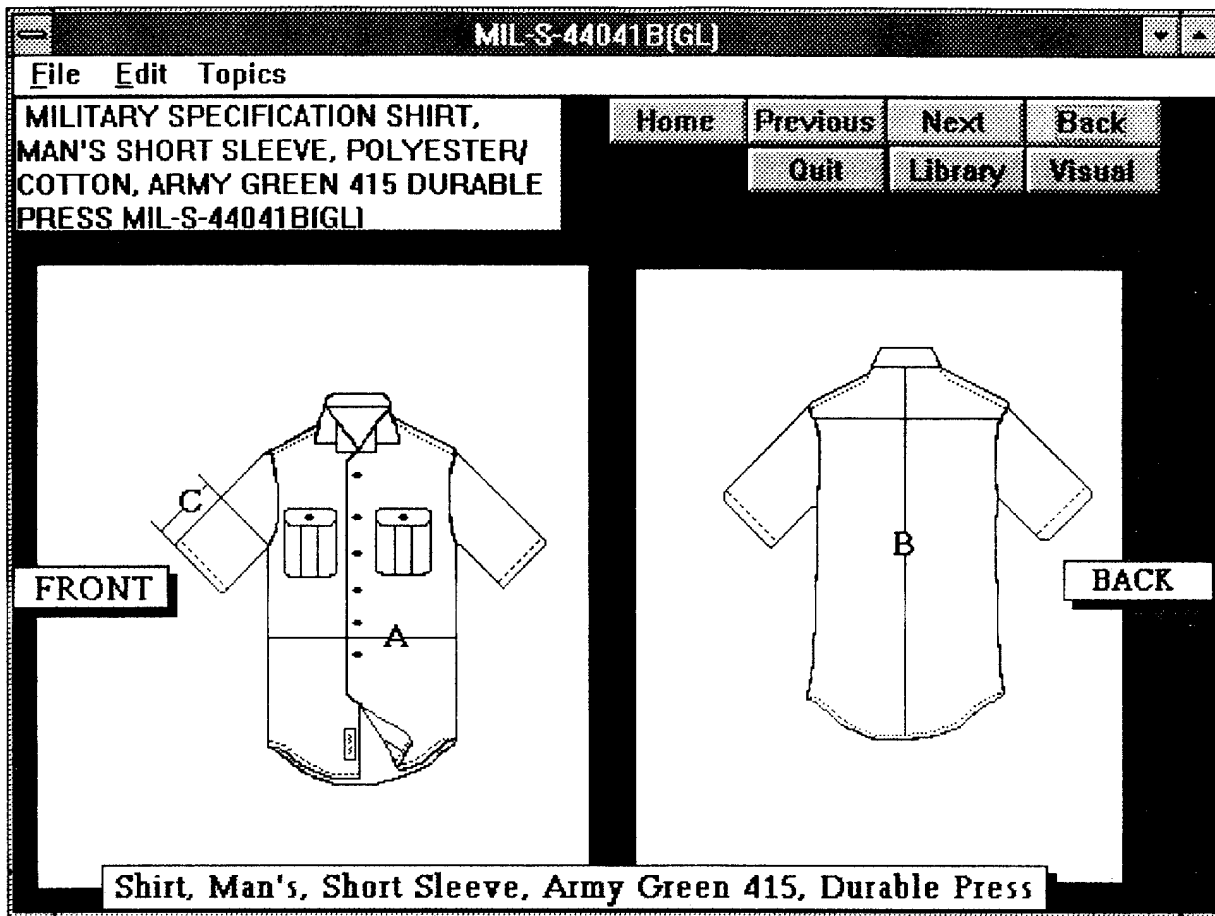 MIL-S-44041B(GL)
File Edit Topics
MILITARY SPECIFICATION SHIRT,
MAN'S SHORT SLEEVE, POLYESTER/
COTTON, ARMY GREEN 415 DURABLE
PRESS MIL-S-44041B(GL)
Home Previous Next Back
Quit Library Visual
C
A
B
FRONT
BACK
Shirt, Man's, Short Sleeve, Army Green 415, Durable Press